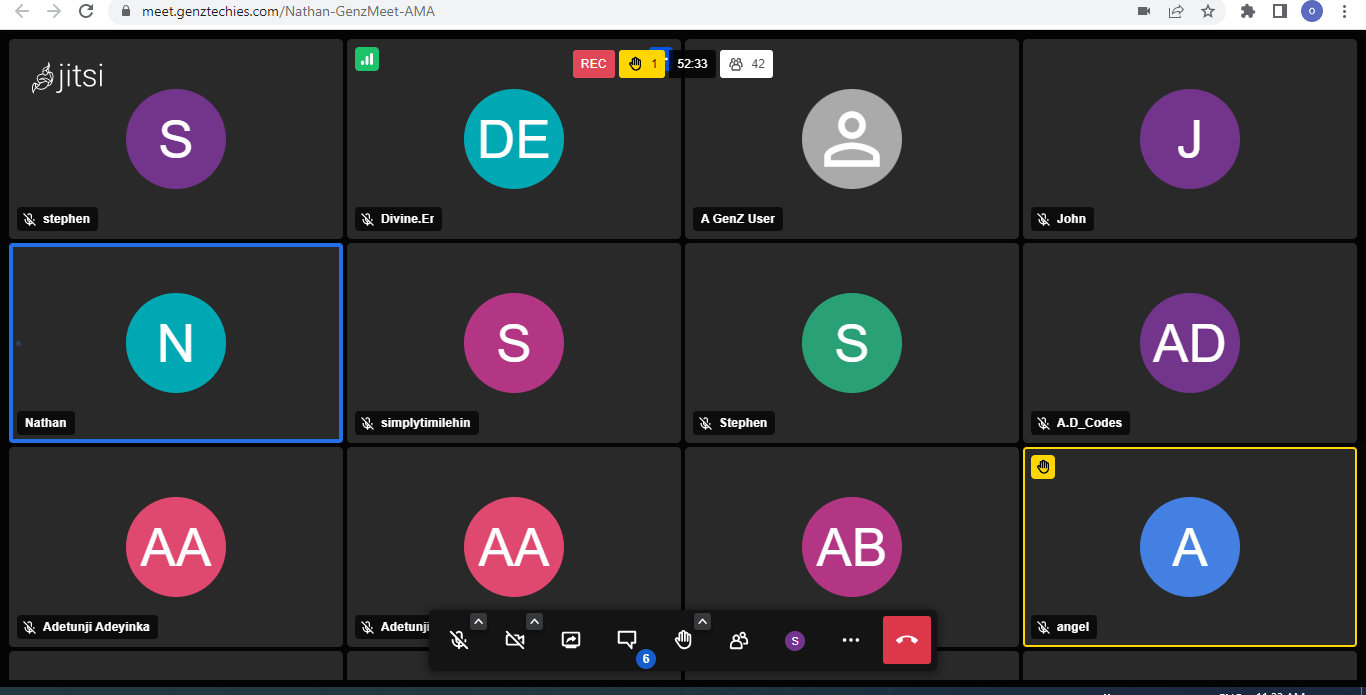 meet.genztechies.com/Nathan-GenzMeet-AMA
O
jitsi
REC
1
52:33
42
S
DE
J
stephen
Divine.Er
A GenZ User
John
N
S
S
AD
Nathan
simplytimilehin
Stephen
A.D_Codes
AA
AA
AB
A
Adetunji Adeyinka
Adetunji
angel
S
6